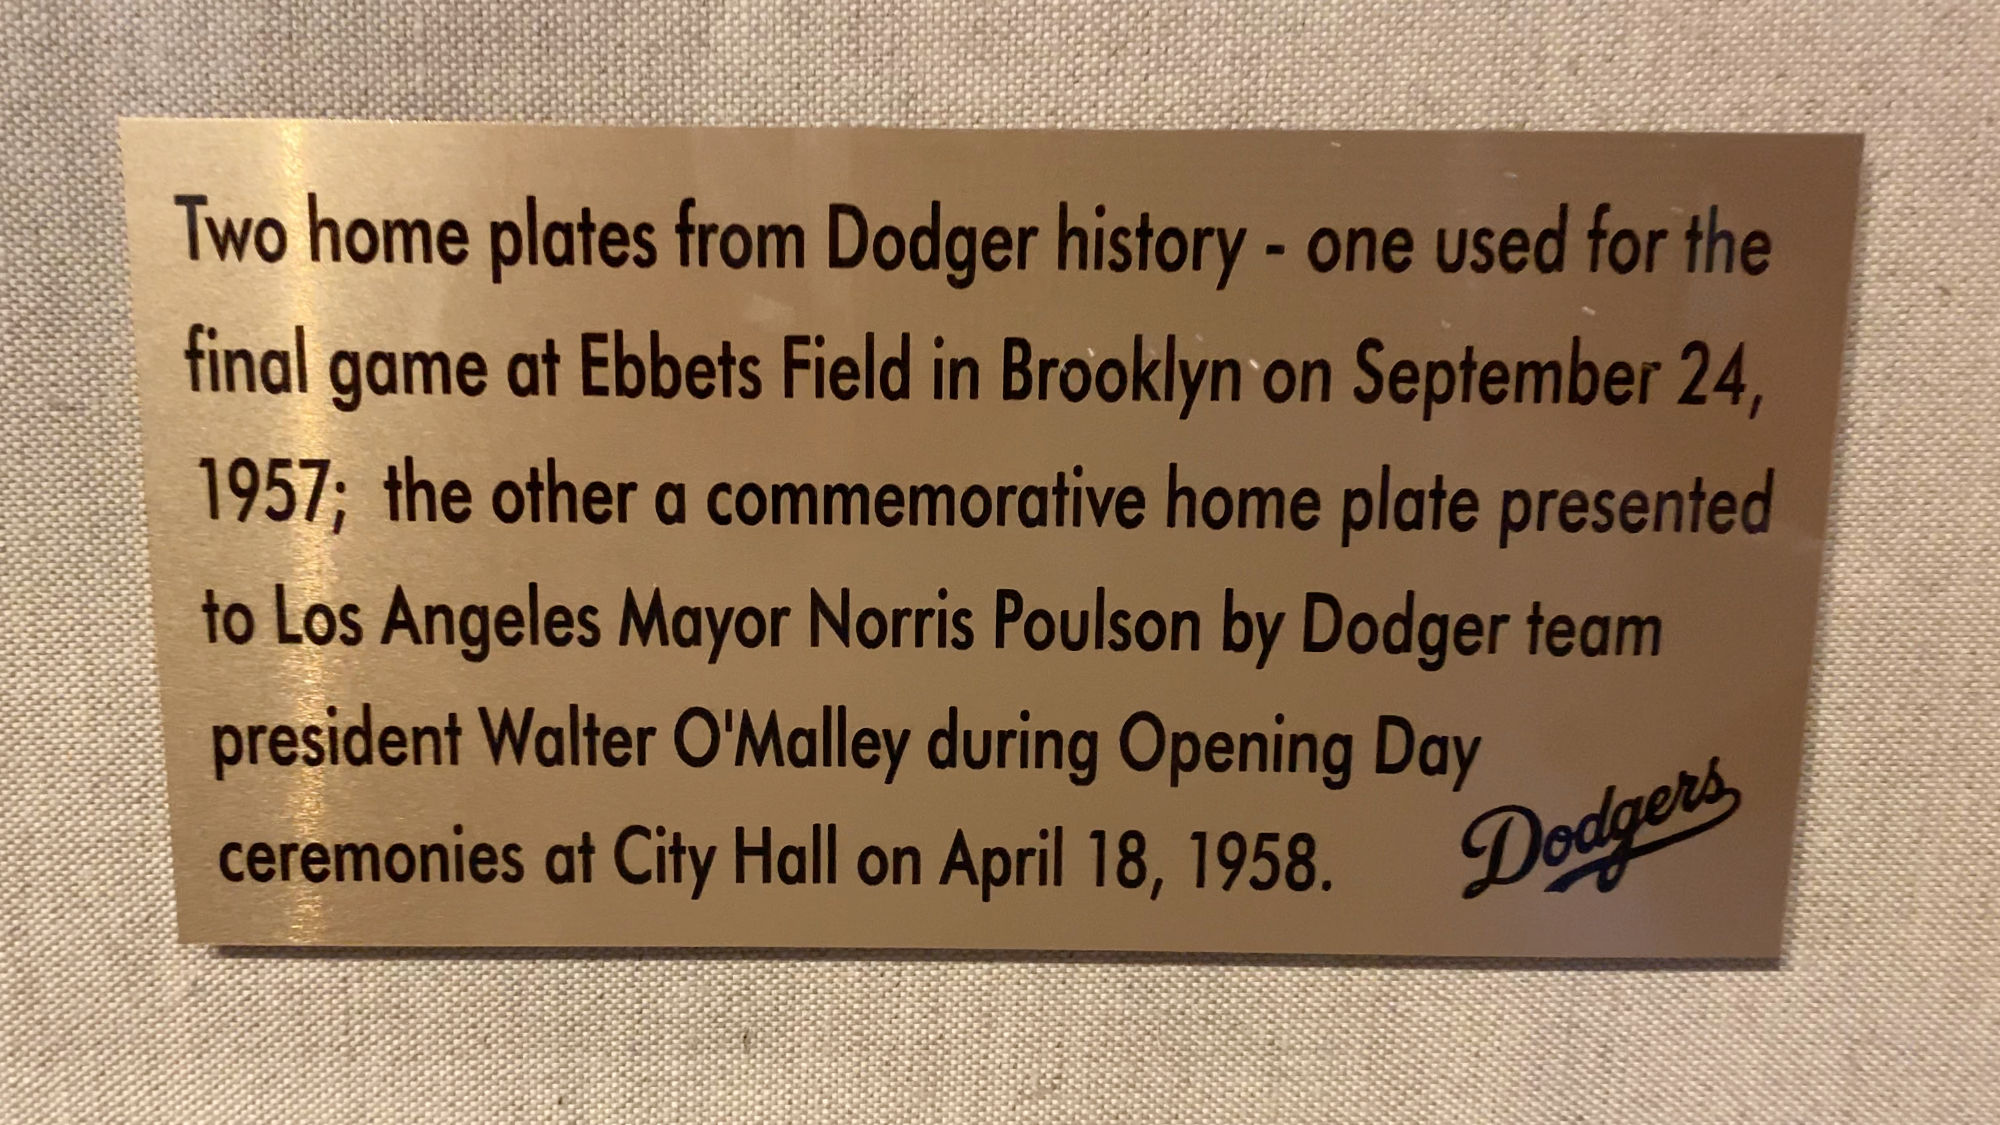 Two home plates from Dodger history - one used for the
final game at Ebbets Field in Brooklyn on September 24,
1957;  the other a commemorative home plate presented
to Los Angeles Mayor Norris Poulson by Dodger team
president Walter O'Malley during Opening Day
ceremonies at City Hall on April 18, 1958.
Dodgers